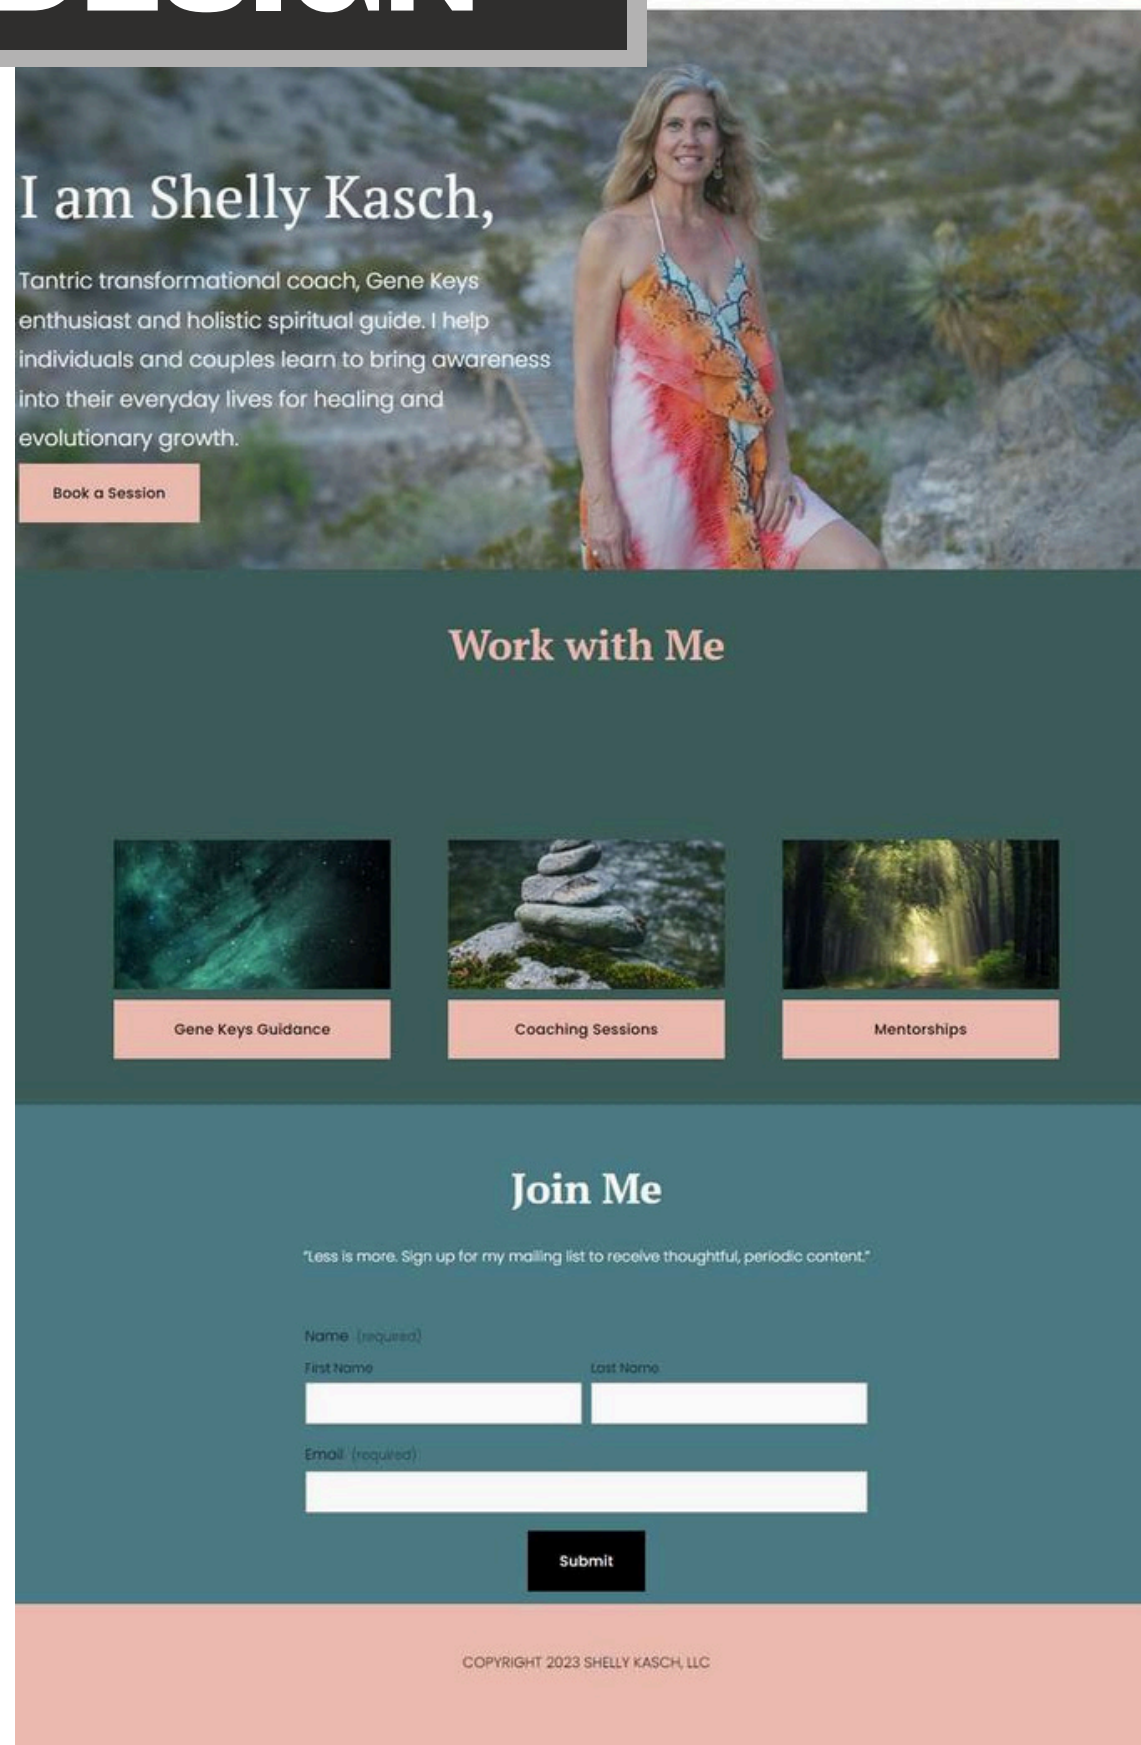 DESIGN
I am Shelly Kasch,
Tantric transformational coach, Gene Keys
enthusiast and holistic spiritual guide. I help
individuals and couples learn to bring awareness
into their everyday lives for healing and
evolutionary growth.
Book a Session
Work with Me
Gene Keys Guidance
Coaching Sessions
Mentorships
Join Me
“Less is more. Sign up for my mailing list to receive thoughtful, periodic content.”
Name (required)
First Name
Last Name
Email (required)
Submit
COPYRIGHT 2023 SHELLY KASCH, LLC